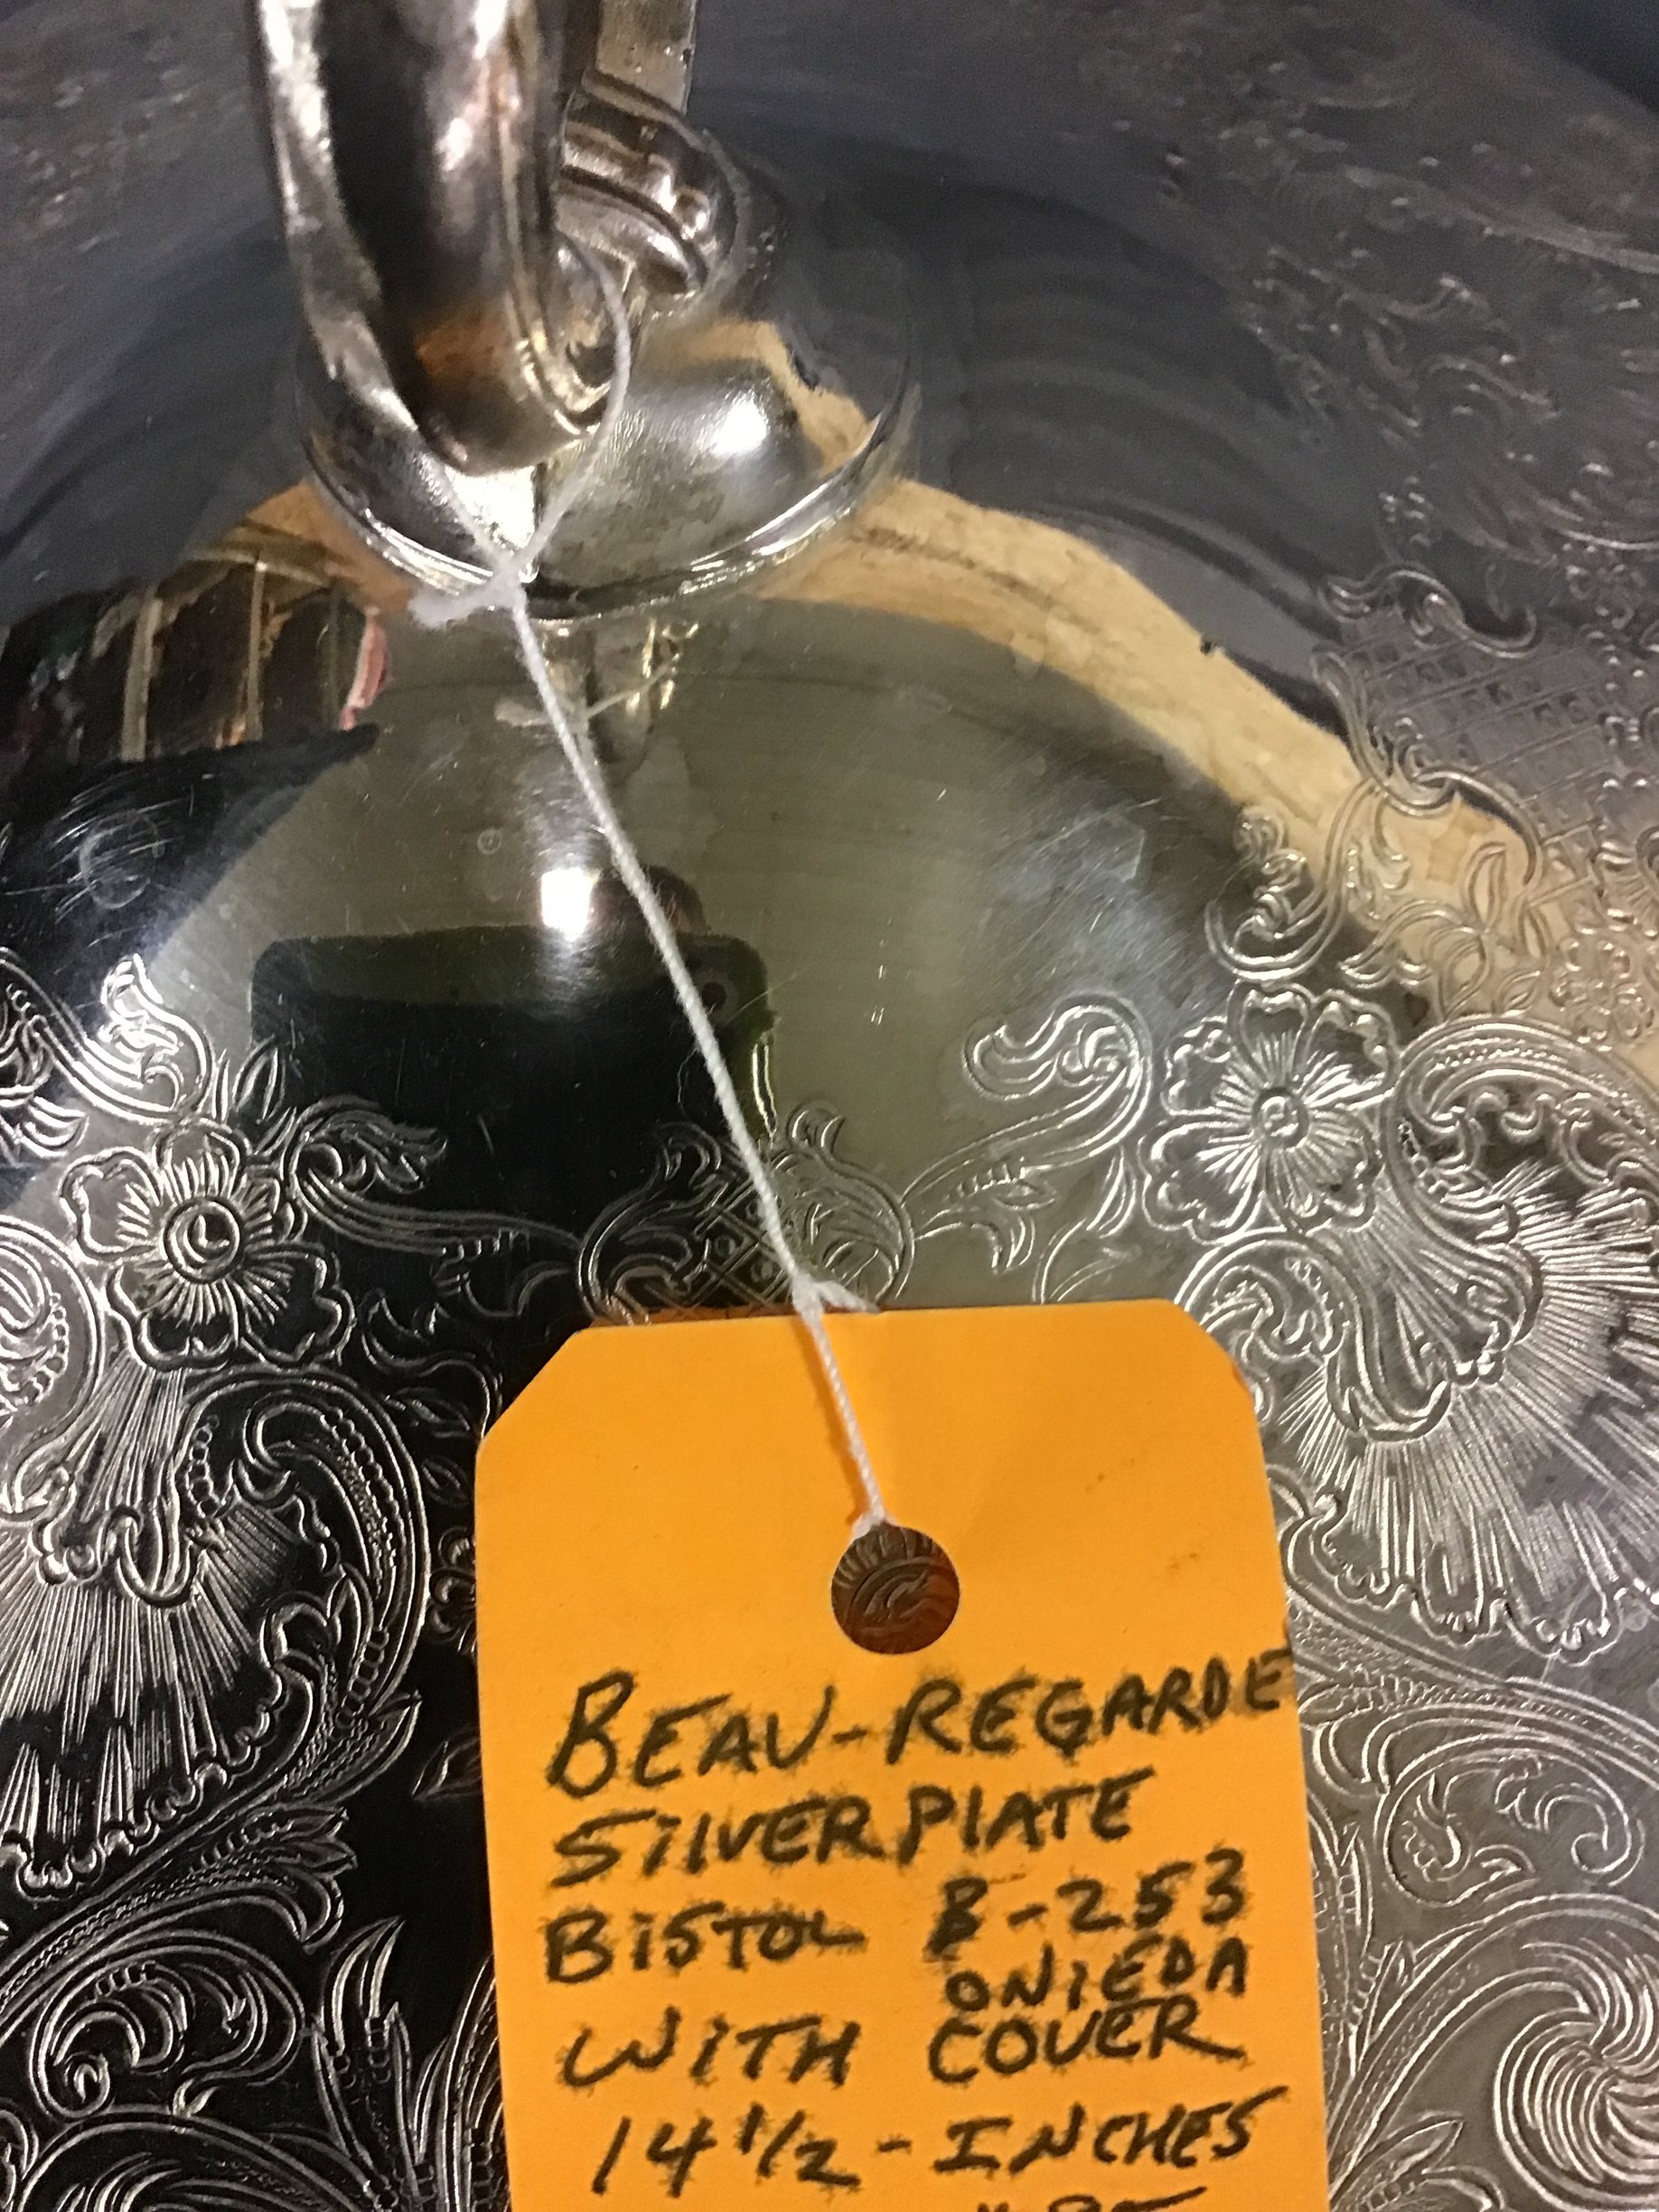 BEAU-REGARDE
SILVERPLATE
BISTOL B-253
ONIEDA
WITH COVER
14 1/2 - INCHES